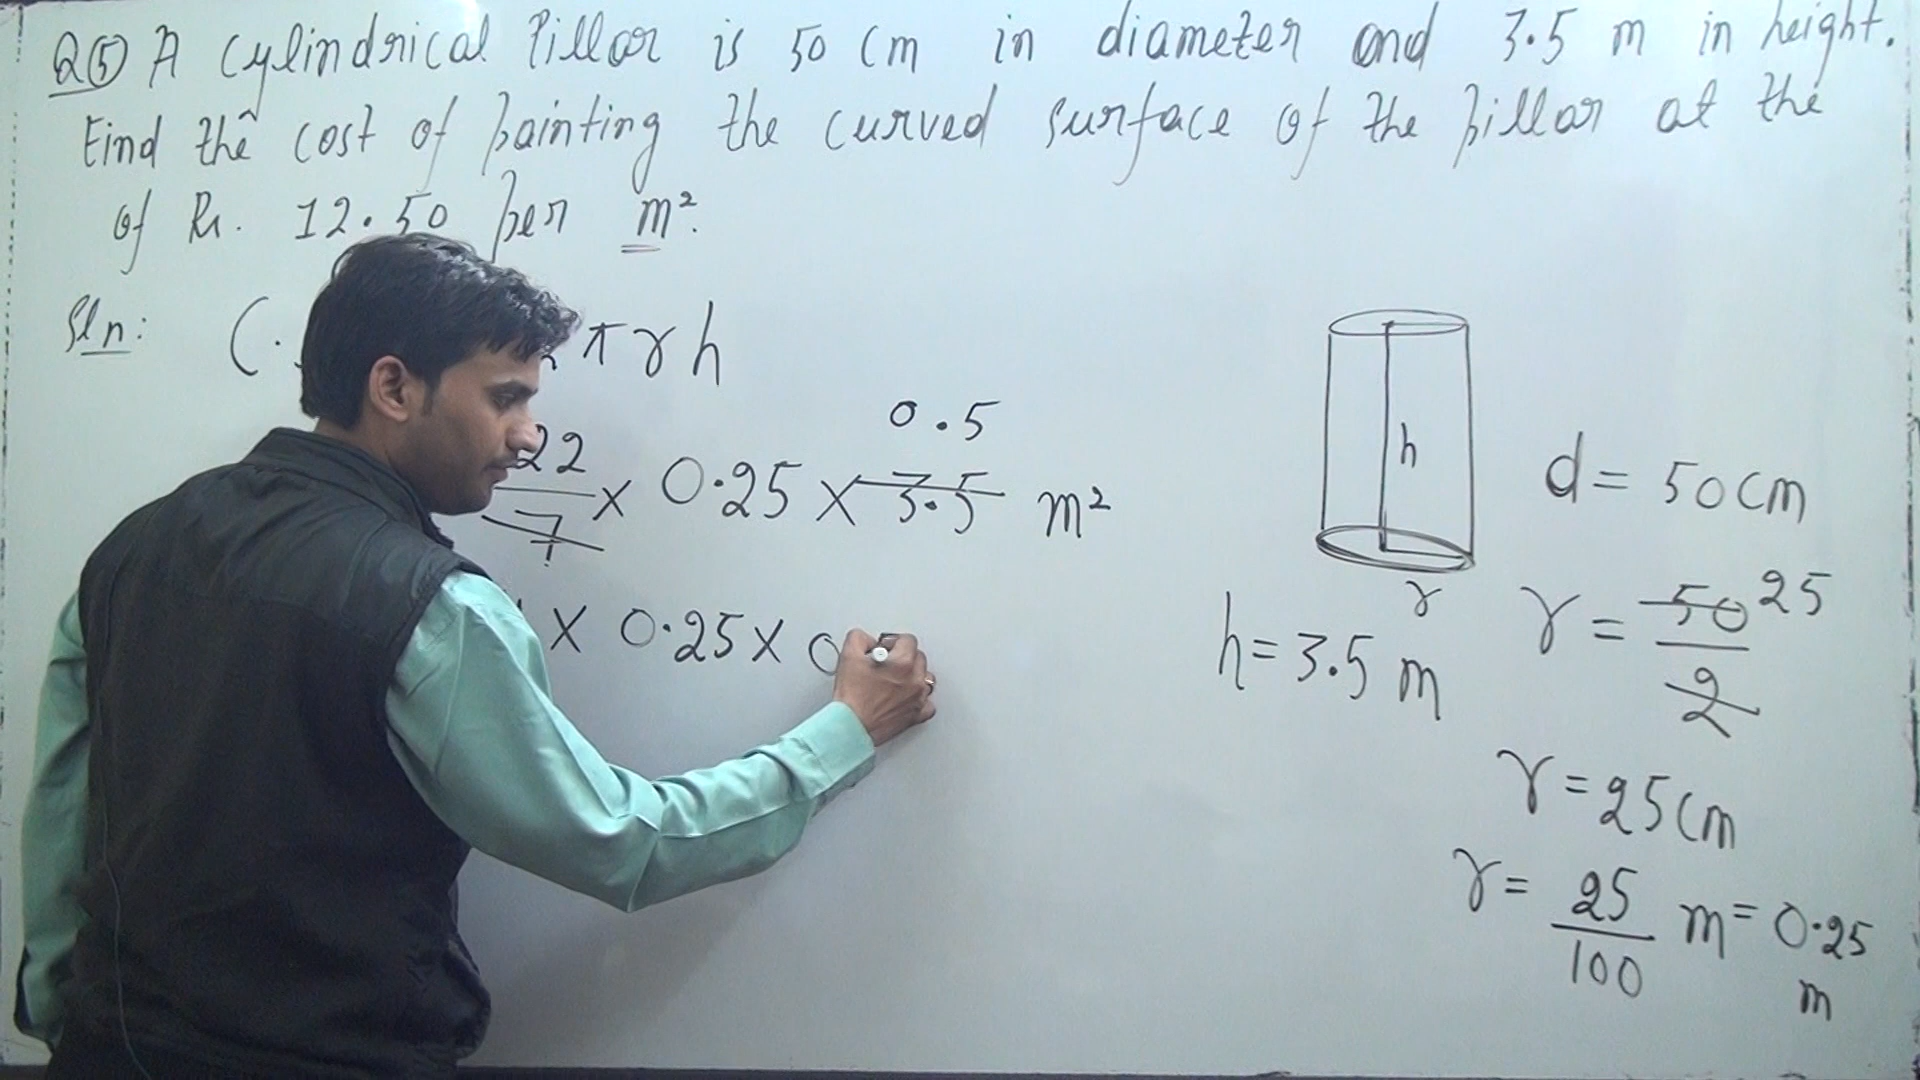 Q(5) A cylindrical Pillar is 50 cm in diameter and 3.5 m in height.
Find the cost of painting the curved surface of the pillar at the
of Rs. 12.50 per m².
Sln: (. 2 π r h
0.5
22/7 × 0.25 × 3.5 m²
× 0.25 × 0.5
h
r
h = 3.5 m
d = 50 cm
r = 50/2 25
r = 25 cm
r = 25/100 m = 0.25
m